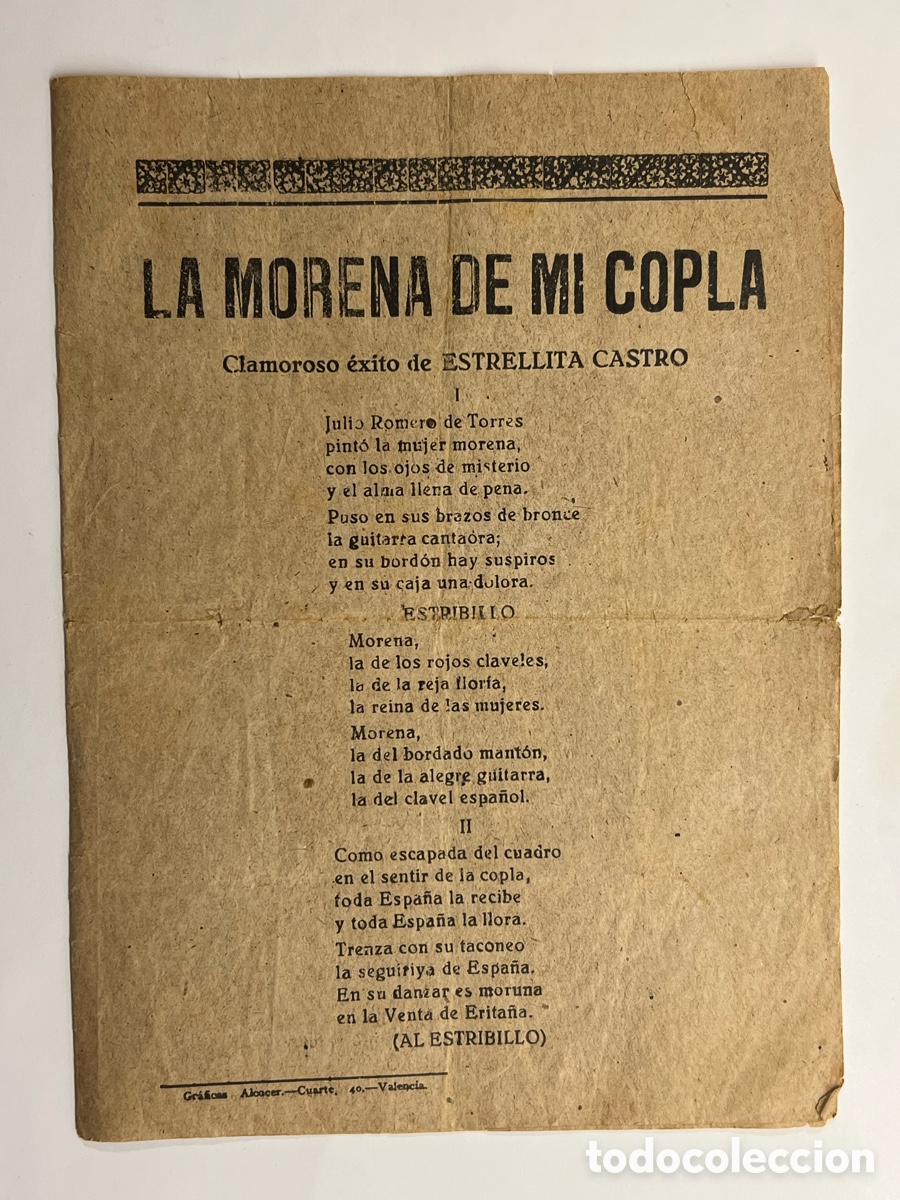 LA MORENA DE MI COPLA
Clamoroso éxito de ESTRELLITA CASTRO
I
Julio Romero de Torres
pintó la mujer morena,
con los ojos de misterio
y el alma llena de pena.
Puso en sus brazos de bronce
la guitarra cantaora;
en su bordón hay suspiros
y en su caja una dolora.
ESTRIBILLO
Morena,
la de los rojos claveles,
la de la reja floría,
la reina de las mujeres.
Morena,
la del bordado mantón,
la de la alegre guitarra,
la del clavel español.
II
Como escapada del cuadro
en el sentir de la copla,
toda España la recibe
y toda España la llora.
Trenza con su taconeo
la seguiriya de España.
En su danzar es moruna
en la Venta de Eritaña.
(AL ESTRIBILLO)
Gráficas Alcocer.—Cuarte, 40.—Valencia.
todocoleccion